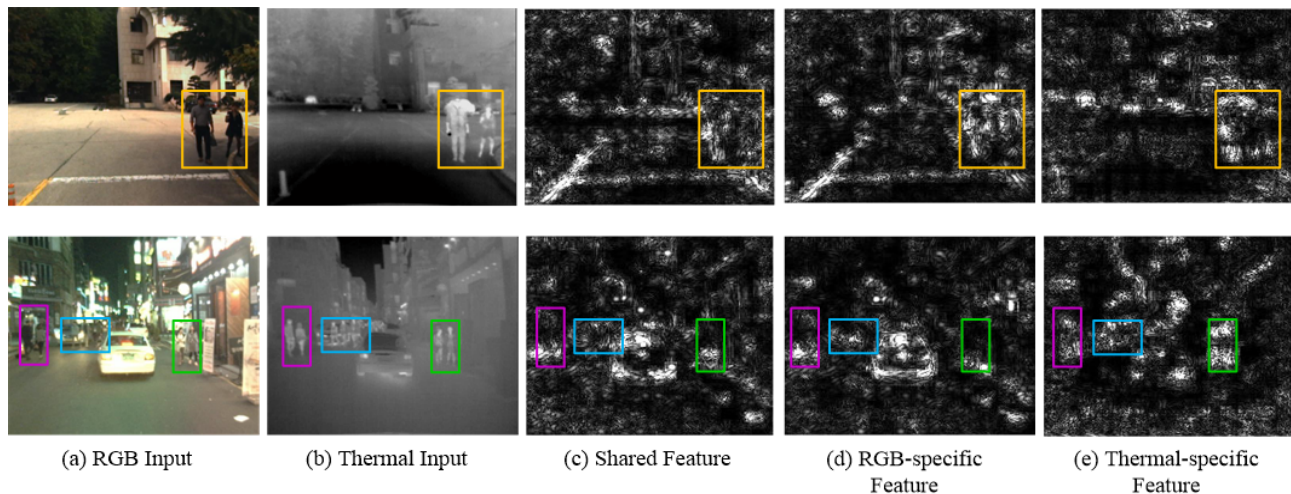 (a) RGB Input
(b) Thermal Input
(c) Shared Feature
(d) RGB-specific
Feature
(e) Thermal-specific
Feature